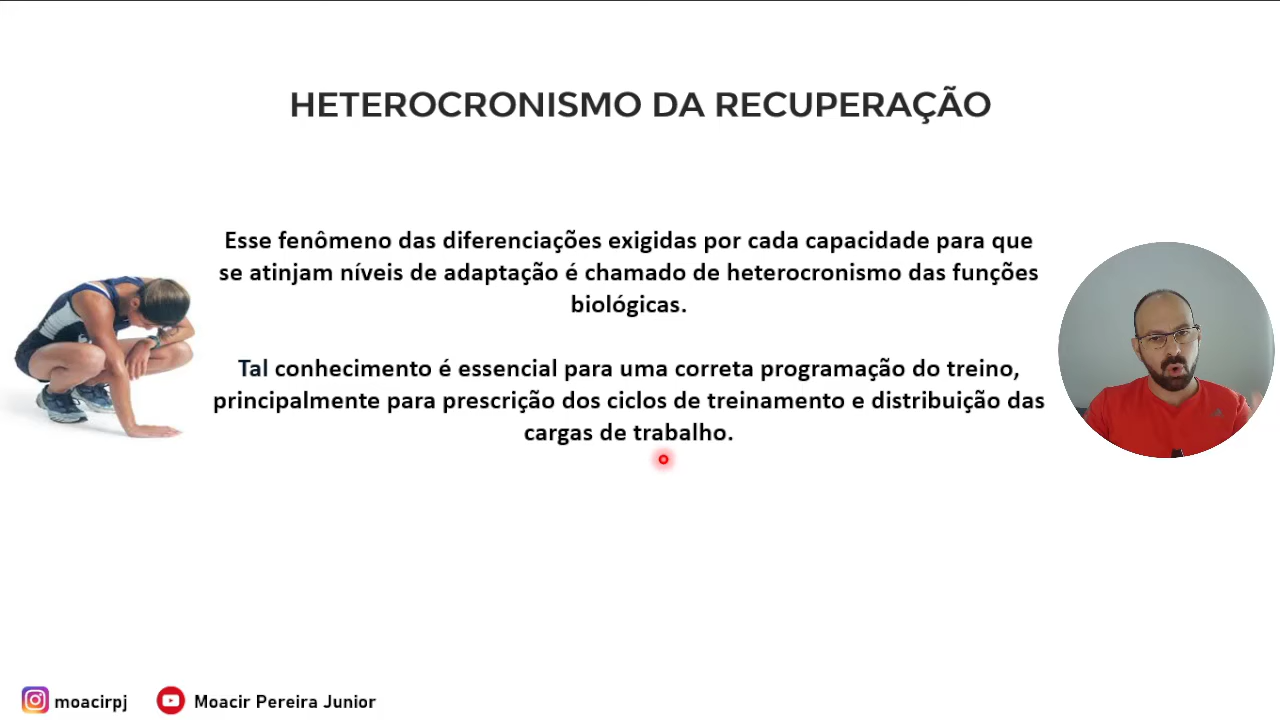 HETEROCRONISMO DA RECUPERAÇÃO
Esse fenômeno das diferenciações exigidas por cada capacidade para que
se atinjam níveis de adaptação é chamado de heterocronismo das funções
biológicas.
Tal conhecimento é essencial para uma correta programação do treino,
principalmente para prescrição dos ciclos de treinamento e distribuição das
cargas de trabalho.
moacirpj
Moacir Pereira Junior